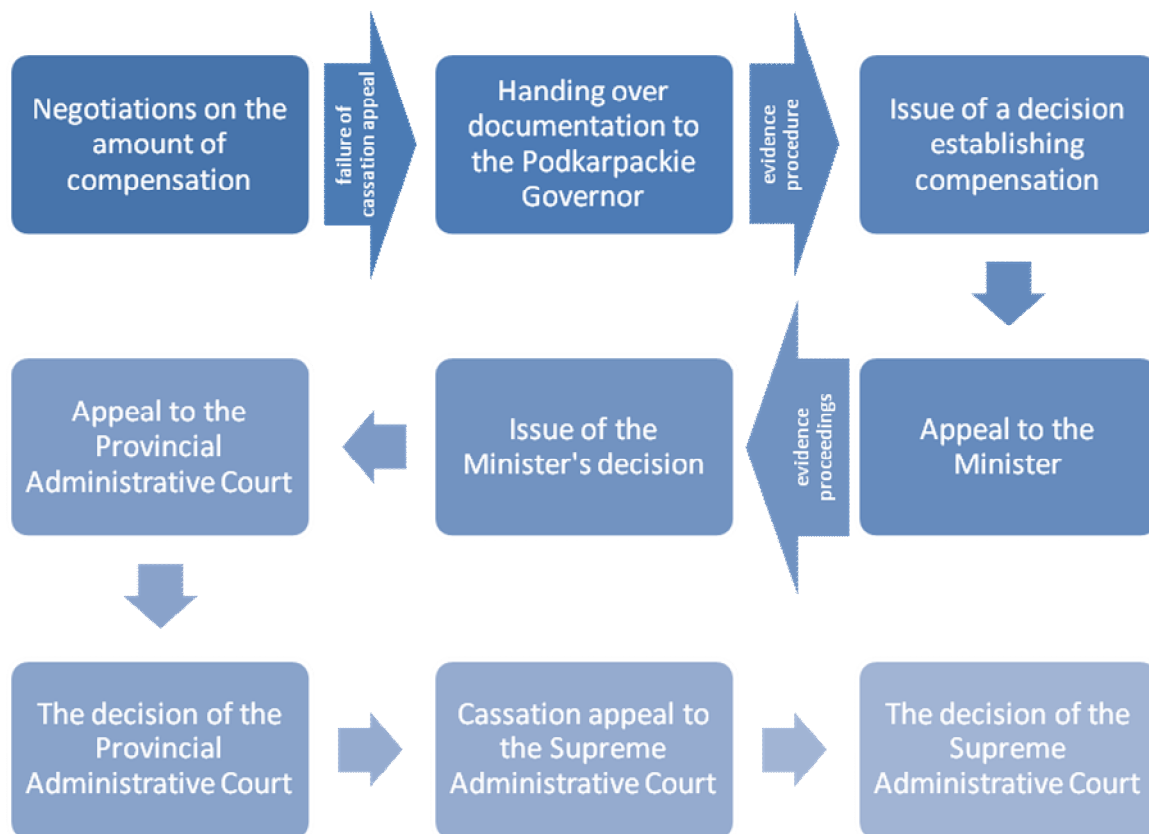 Negotiations on the
amount of
compensation
failure of
cassation appeal
Handing over
documentation to
the Podkarpackie
Governor
evidence
procedure
Issue of a decision
establishing
compensation
Appeal to the
Minister
evidence
proceedings
Issue of the
Minister's decision
Appeal to the
Provincial
Administrative Court
The decision of the
Provincial
Administrative Court
Cassation appeal to
the Supreme
Administrative Court
The decision of the
Supreme
Administrative Court